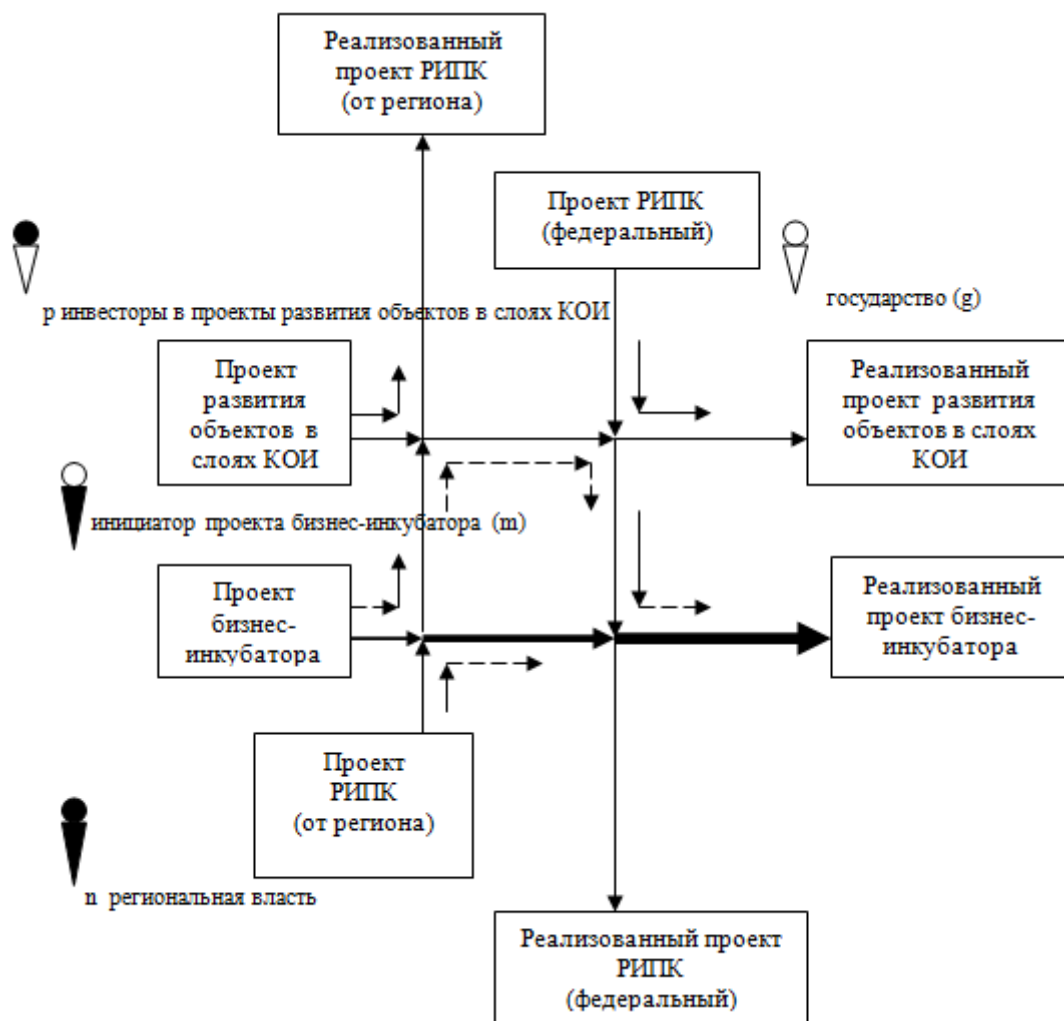 Реализованный
проект РИПК
(от региона)
Проект РИПК
(федеральный)
государство (g)
p инвесторы в проекты развития объектов в слоях КОИ
Проект
развития
объектов в
слоях КОИ
Реализованный
проект развития
объектов в слоях
КОИ
инициатор проекта бизнес-инкубатора (m)
Проект
бизнес-
инкубатора
Реализованный
проект бизнес-
инкубатора
Проект
РИПК
(от региона)
n региональная власть
Реализованный проект
РИПК
(федеральный)